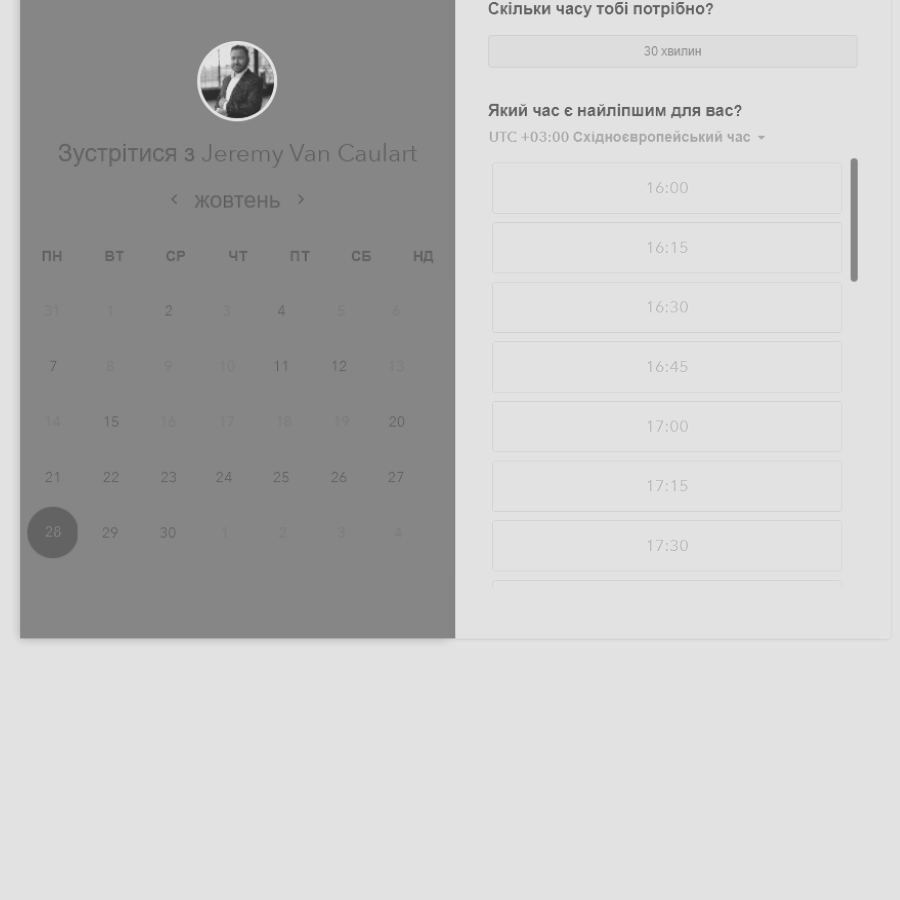 Зустрітися з Jeremy Van Caulart
жовтень
ПН ВТ СР ЧТ ПТ СБ НД
31 1 2 3 4 5 6
7 8 9 10 11 12 13
14 15 16 17 18 19 20
21 22 23 24 25 26 27
28 29 30 1 2 3 4
Скільки часу тобі потрібно?
30 хвилин
Який час є найліпшим для вас?
UTC +03:00 Східноєвропейський час
16:00
16:15
16:30
16:45
17:00
17:15
17:30